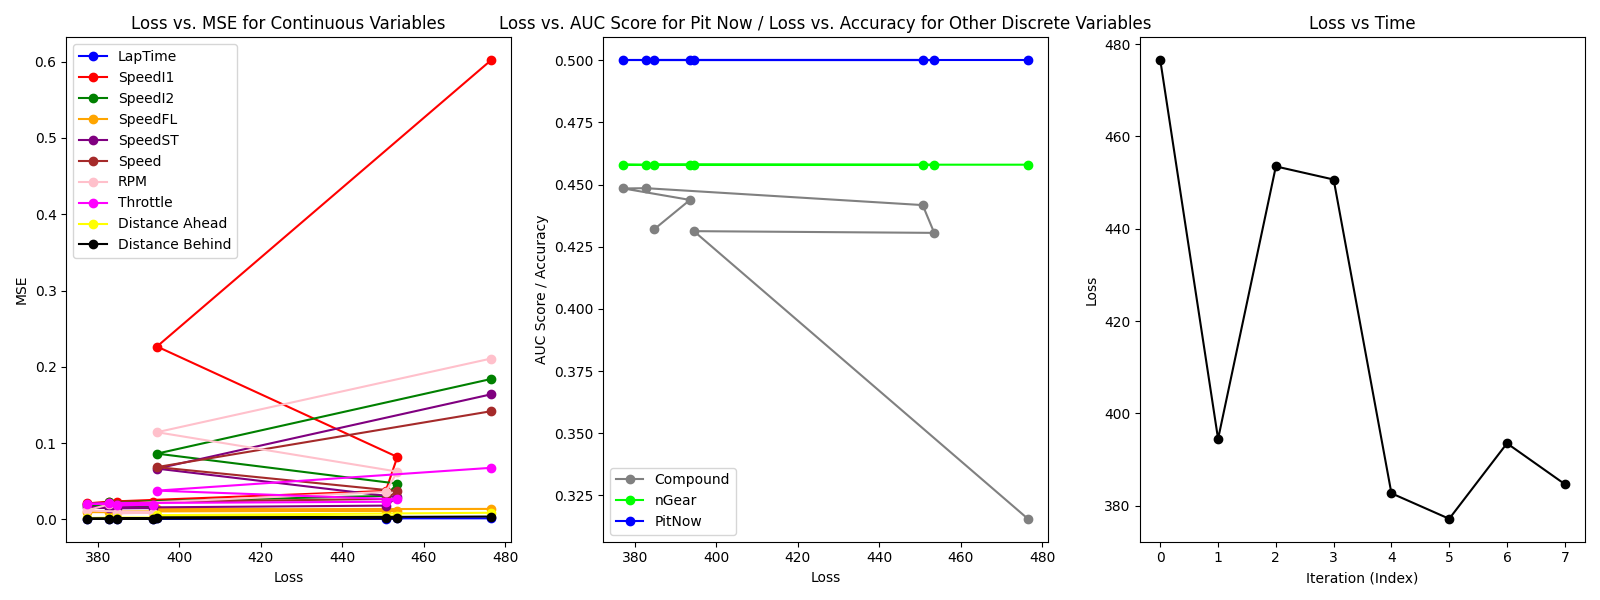 Loss vs. MSE for Continuous Variables
0.6
0.5
0.4
0.3
0.2
0.1
0.0
MSE
LapTime
SpeedI1
SpeedI2
SpeedFL
SpeedST
Speed
RPM
Throttle
Distance Ahead
Distance Behind
380 400 420 440 460 480
Loss
Loss vs. AUC Score for Pit Now / Loss vs. Accuracy for Other Discrete Variables
0.500
0.475
0.450
0.425
0.400
0.375
0.350
0.325
AUC Score / Accuracy
Compound
nGear
PitNow
380 400 420 440 460 480
Loss
Loss vs Time
480
460
440
420
400
380
Loss
0 1 2 3 4 5 6 7
Iteration (Index)